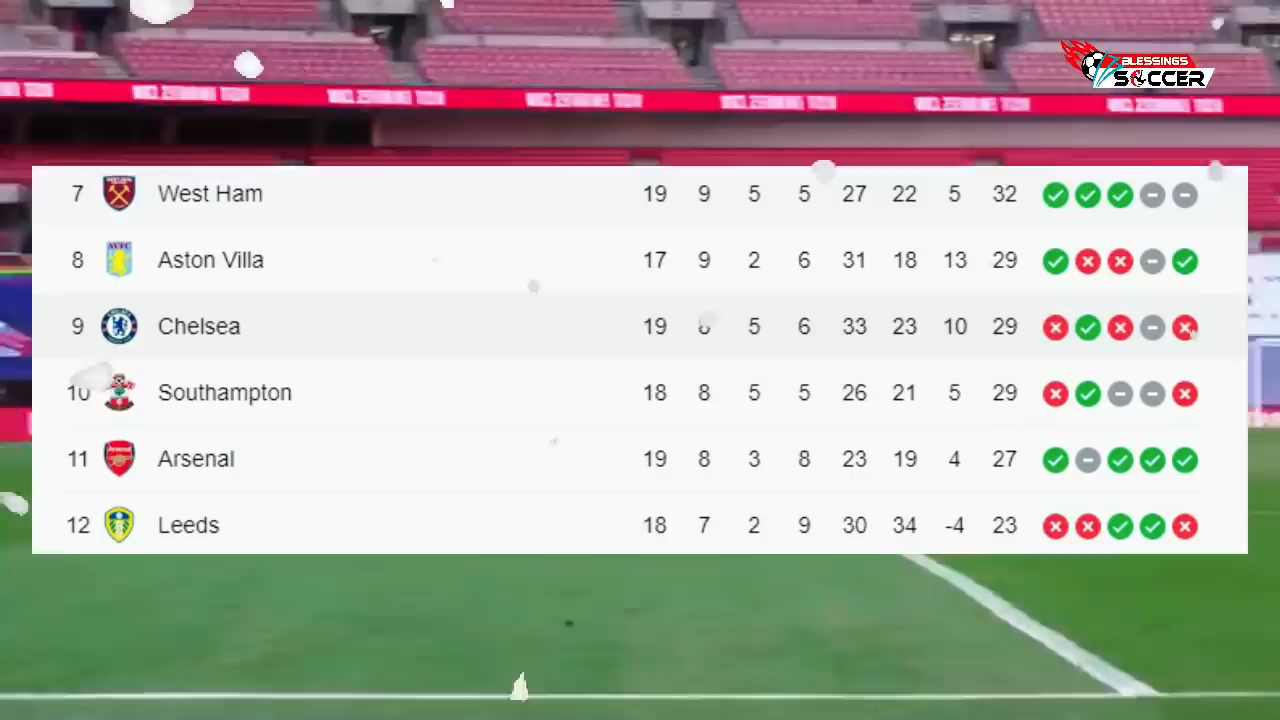 BLESSINGS
SOCCER
7 West Ham 19 9 5 5 27 22 5 32
8 Aston Villa 17 9 2 6 31 18 13 29
9 Chelsea 19 5 6 33 23 10 29
10 Southampton 18 8 5 5 26 21 5 29
11 Arsenal 19 8 3 8 23 19 4 27
12 Leeds 18 7 2 9 30 34 -4 23